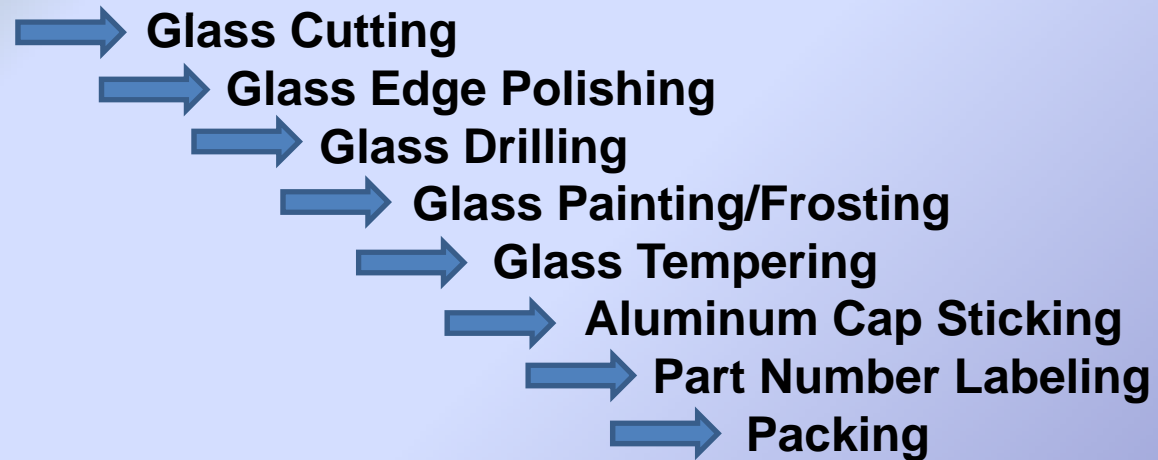 Glass Cutting
Glass Edge Polishing
Glass Drilling
Glass Painting/Frosting
Glass Tempering
Aluminum Cap Sticking
Part Number Labeling
Packing